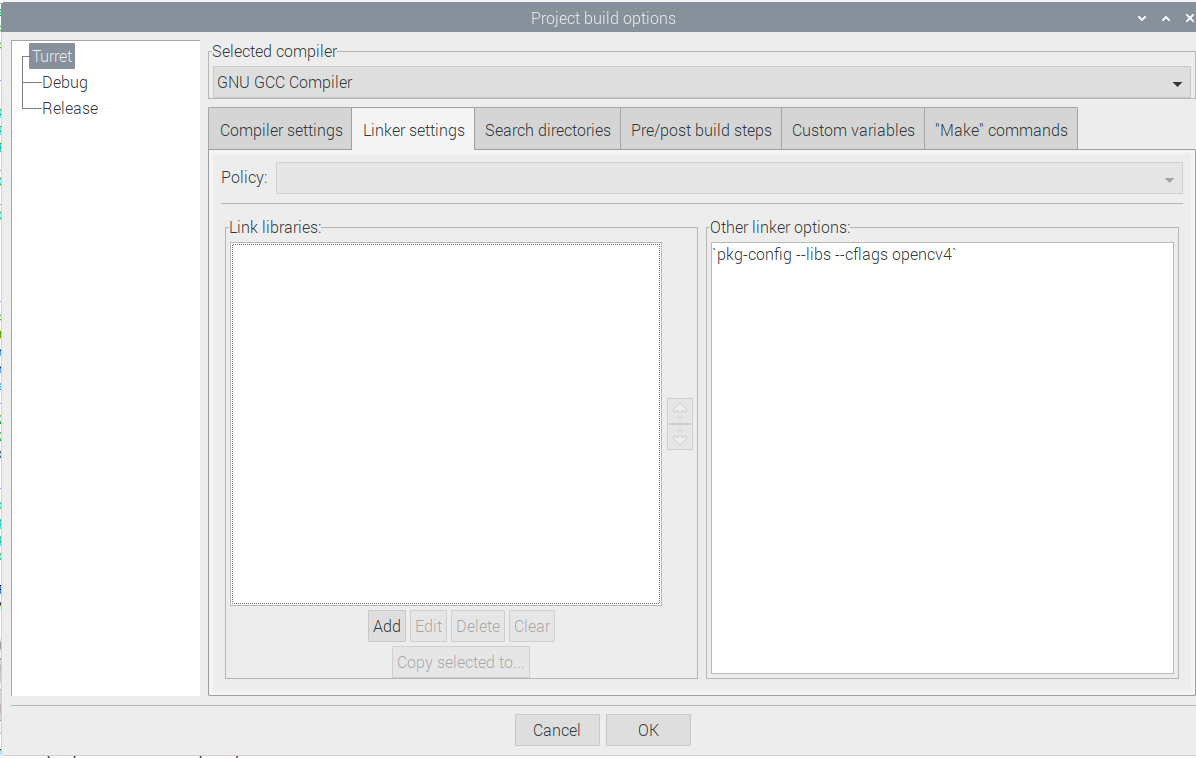 Project build options
Turret
Debug
Release
Selected compiler
GNU GCC Compiler
Compiler settings
Linker settings
Search directories
Pre/post build steps
Custom variables
"Make" commands
Policy:
Link libraries:
Other linker options:
`pkg-config --libs --cflags opencv4`
Add
Edit
Delete
Clear
Copy selected to...
Cancel
OK